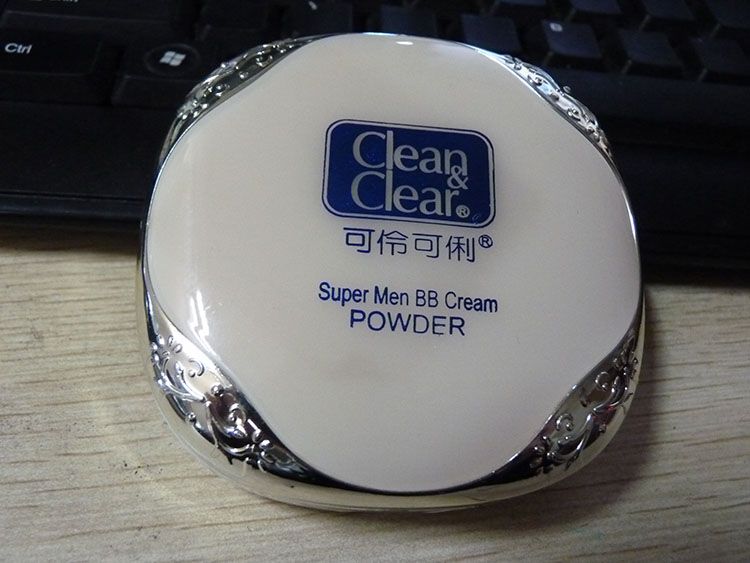 Ctrl
Clean
&
Clear®
可伶可俐®
Super Men BB Cream
POWDER